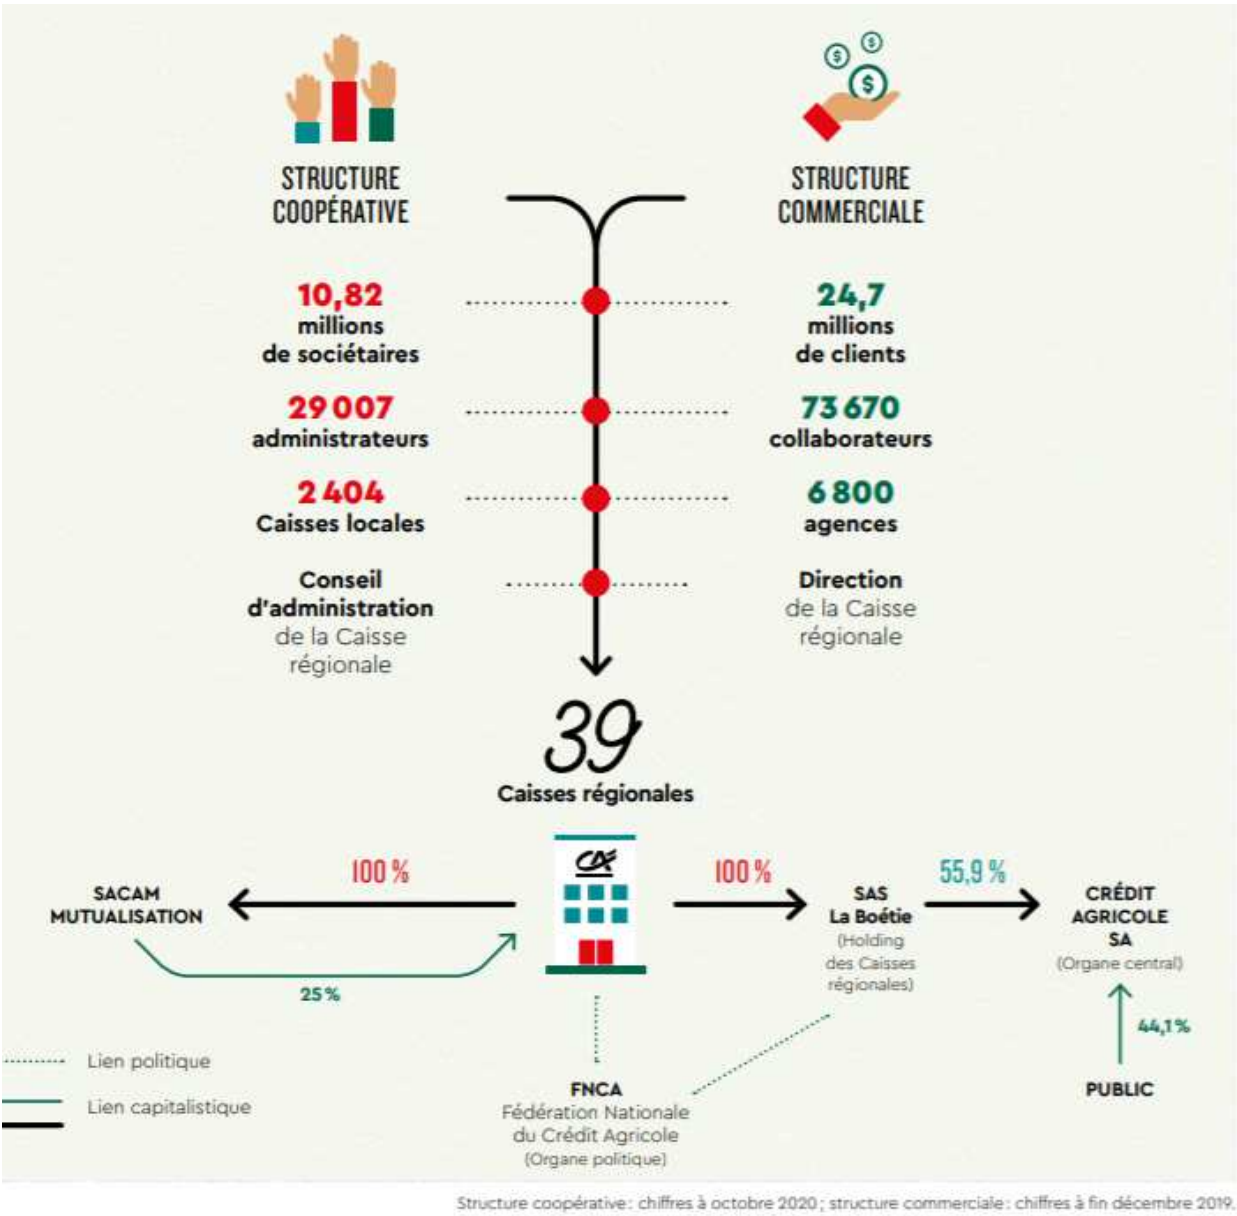 STRUCTURE
COOPÉRATIVE
10,82
millions
de sociétaires
29 007
administrateurs
2 404
Caisses locales
Conseil
d'administration
de la Caisse
régionale
STRUCTURE
COMMERCIALE
24,7
millions
de clients
73 670
collaborateurs
6 800
agences
Direction
de la Caisse
régionale
39
Caisses régionales
CA
100 %
SACAM
MUTUALISATION
25 %
100 %
SAS
La Boétie
(Holding
des Caisses
régionales)
55,9 %
CRÉDIT
AGRICOLE
SA
(Organe central)
44,1 %
PUBLIC
FNCA
Fédération Nationale
du Crédit Agricole
(Organe politique)
Lien politique
Lien capitalistique
Structure coopérative : chiffres à octobre 2020 ; structure commerciale : chiffres à fin décembre 2019.